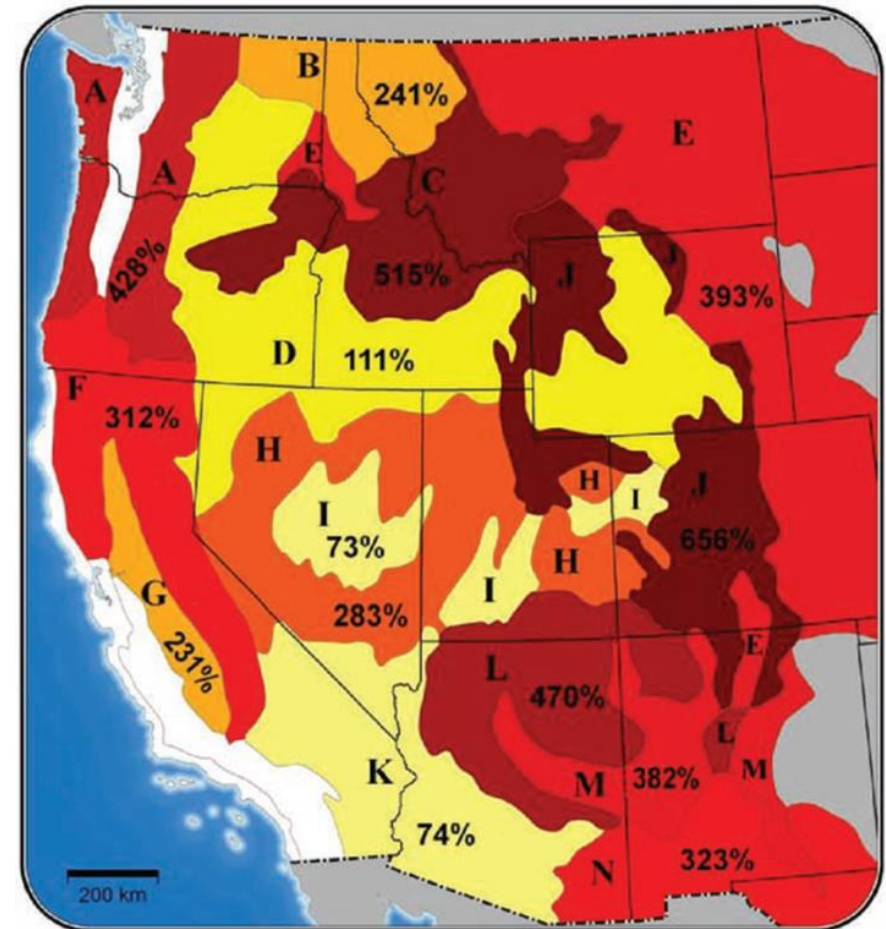 B
241%
A
E
E
A
C
428%
515%
J
J
393%
D
111%
F
312%
H
H
I
J
I
73%
656%
H
I
G
283%
231%
E
L
470%
L
K
M
382%
M
74%
323%
N
200 km